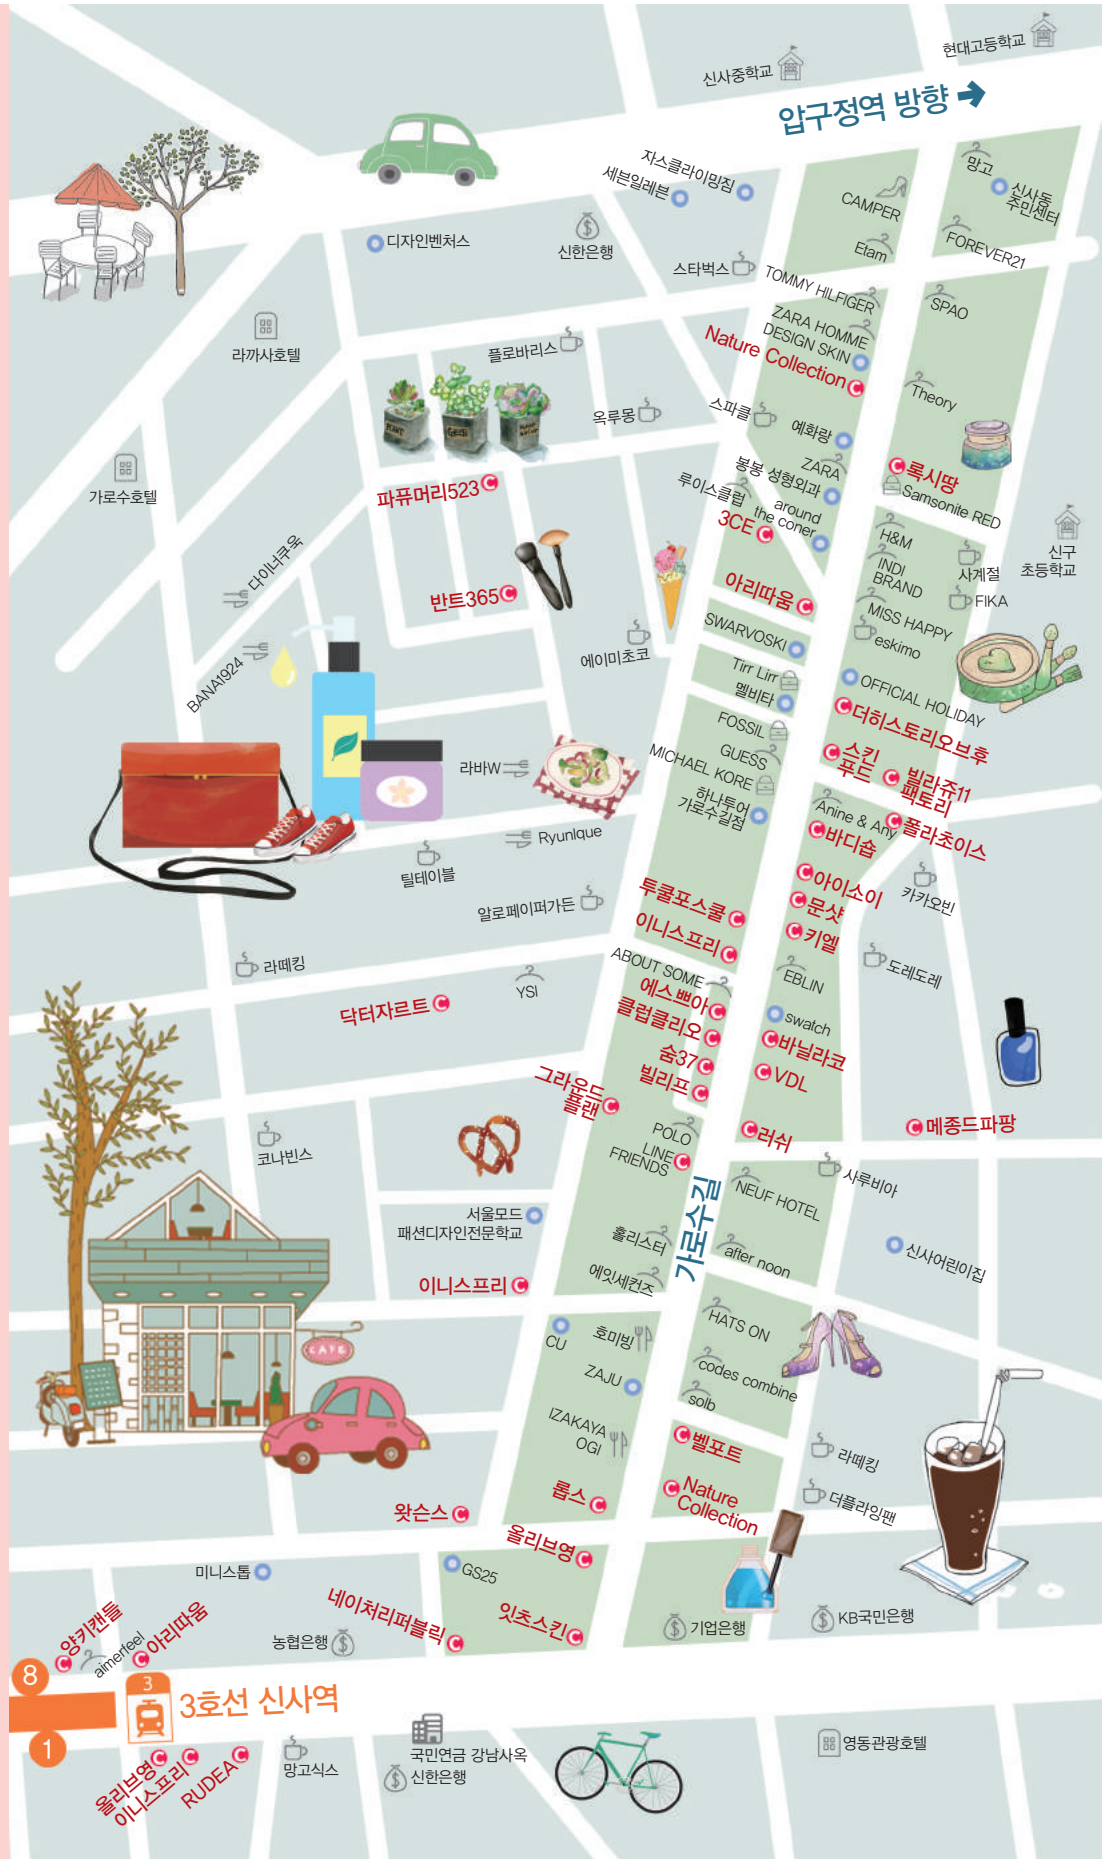 현대고등학교
신사중학교
압구정역 방향
자스클라이밍짐
세븐일레븐
망고
신사동
주민센터
CAMPER
Etam
FOREVER21
디자인벤처스
신한은행
스타벅스
TOMMY HILFIGER
SPAO
ZARA HOMME
DESIGN SKIN
Nature Collection
라까사호텔
플로바리스
Theory
옥루몽
스파클
예화랑
ZARA
봉봉 성형외과
루이스클럽
around
the coner
3CE
록시땅
Samsonite RED
가로수호텔
파퓨머리523
H&M
INDI
BRAND
사계절
FIKA
신구
초등학교
다이너쿠욱
반트365
아리따움
MISS HAPPY
eskimo
SWARVOSKI
에이미초코
BANA1924
Tirr Lirr
멜비타
OFFICIAL HOLIDAY
더히스토리오브후
FOSSIL
GUESS
MICHAEL KORE
하나투어
가로수길점
스킨
푸드
빌라쥬11
팩토리
라바W
Anine & Any
폴라초이스
바디숍
Ryunique
틸테이블
아이소이
카카오빈
투쿨포스쿨
문샷
알로페이퍼가든
이니스프리
키엘
ABOUT SOME
EBLIN
도레도레
라떼킹
YSI
에스쁘아
닥터자르트
클럽클리오
swatch
바닐라코
숨37
빌리프
VDL
그라운드
플랜
POLO
LINE
FRIENDS
러쉬
메종드파팡
코나빈스
사루비아
NEUF HOTEL
가로수길
서울모드
패션디자인전문학교
홀리스터
after noon
신사어린이집
이니스프리
에잇세컨즈
CU
호미빙
HATS ON
CAFE
ZAJU
codes combine
solb
IZAKAYA
OGI
벨포트
라떼킹
롭스
Nature
Collection
더플라잉팬
왓슨스
올리브영
미니스톱
GS25
양키캔들
aimerfeel
아리따움
농협은행
네이처리퍼블릭
잇츠스킨
기업은행
KB국민은행
8
3
3호선 신사역
1
올리브영
이니스프리
RUDEA
망고식스
국민연금 강남사옥
신한은행
영동관광호텔